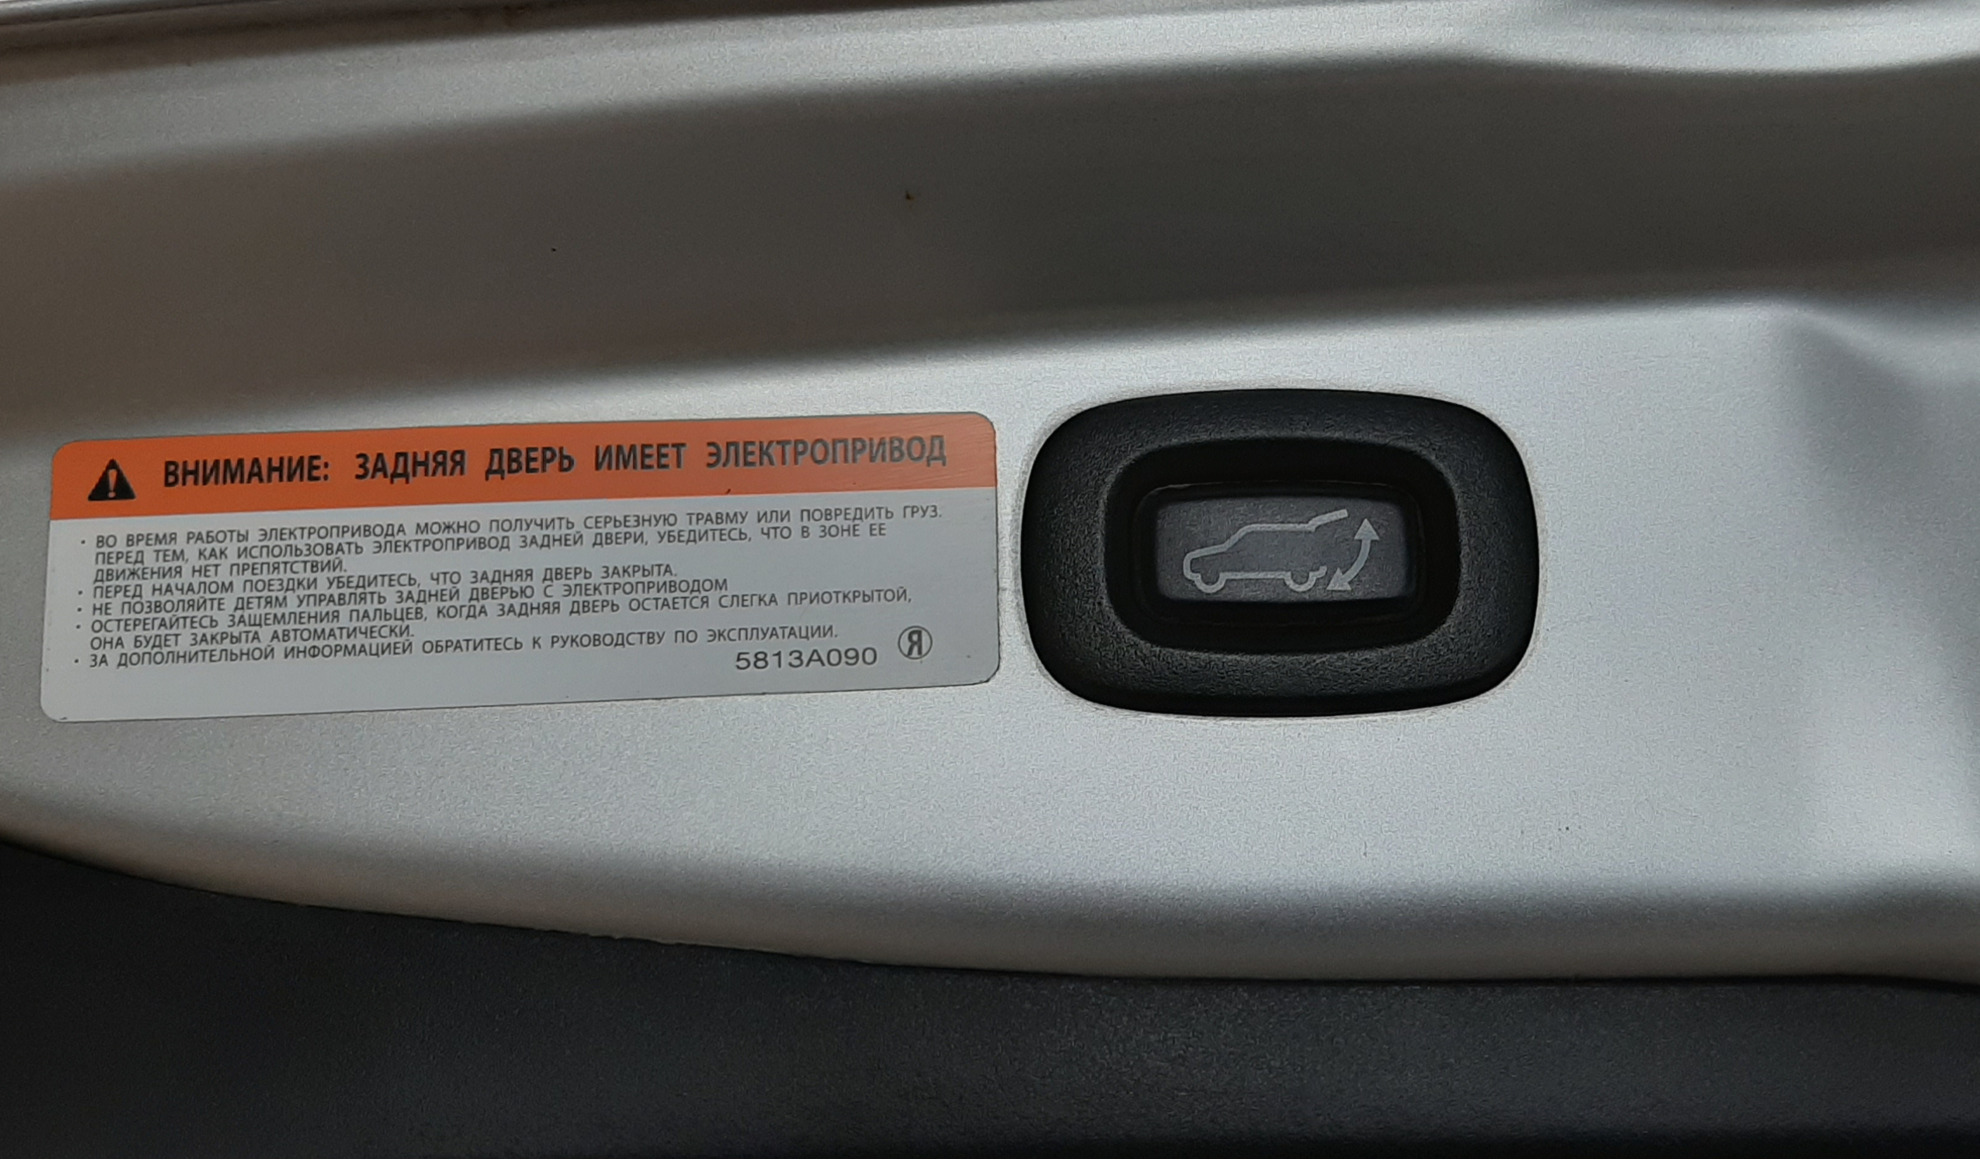 ВНИМАНИЕ: ЗАДНЯЯ ДВЕРЬ ИМЕЕТ ЭЛЕКТРОПРИВОД
· ВО ВРЕМЯ РАБОТЫ ЭЛЕКТРОПРИВОДА МОЖНО ПОЛУЧИТЬ СЕРЬЕЗНУЮ ТРАВМУ ИЛИ ПОВРЕДИТЬ ГРУЗ.
ПЕРЕД ТЕМ, КАК ИСПОЛЬЗОВАТЬ ЭЛЕКТРОПРИВОД ЗАДНЕЙ ДВЕРИ, УБЕДИТЕСЬ, ЧТО В ЗОНЕ ЕЕ
ДВИЖЕНИЯ НЕТ ПРЕПЯТСТВИЙ.
· ПЕРЕД НАЧАЛОМ ПОЕЗДКИ УБЕДИТЕСЬ, ЧТО ЗАДНЯЯ ДВЕРЬ ЗАКРЫТА.
· НЕ ПОЗВОЛЯЙТЕ ДЕТЯМ УПРАВЛЯТЬ ЗАДНЕЙ ДВЕРЬЮ С ЭЛЕКТРОПРИВОДОМ
· ОСТЕРЕГАЙТЕСЬ ЗАЩЕМЛЕНИЯ ПАЛЬЦЕВ, КОГДА ЗАДНЯЯ ДВЕРЬ ОСТАЕТСЯ СЛЕГКА ПРИОТКРЫТОЙ,
ОНА БУДЕТ ЗАКРЫТА АВТОМАТИЧЕСКИ.
· ЗА ДОПОЛНИТЕЛЬНОЙ ИНФОРМАЦИЕЙ ОБРАТИТЕСЬ К РУКОВОДСТВУ ПО ЭКСПЛУАТАЦИИ.
5813A090 Я